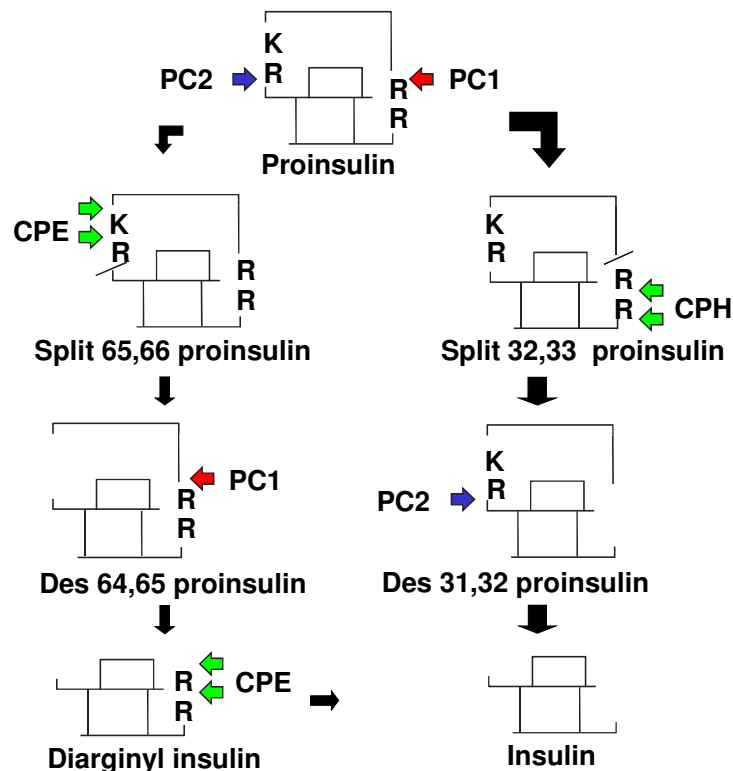 K
PC2 R PC1
R
R
Proinsulin
CPE K
R
R
R
Split 65,66 proinsulin
K
R
R
R CPH
Split 32,33 proinsulin
PC1
R
R
Des 64,65 proinsulin
K
PC2 R
Des 31,32 proinsulin
R CPE
R
Diarginyl insulin
Insulin